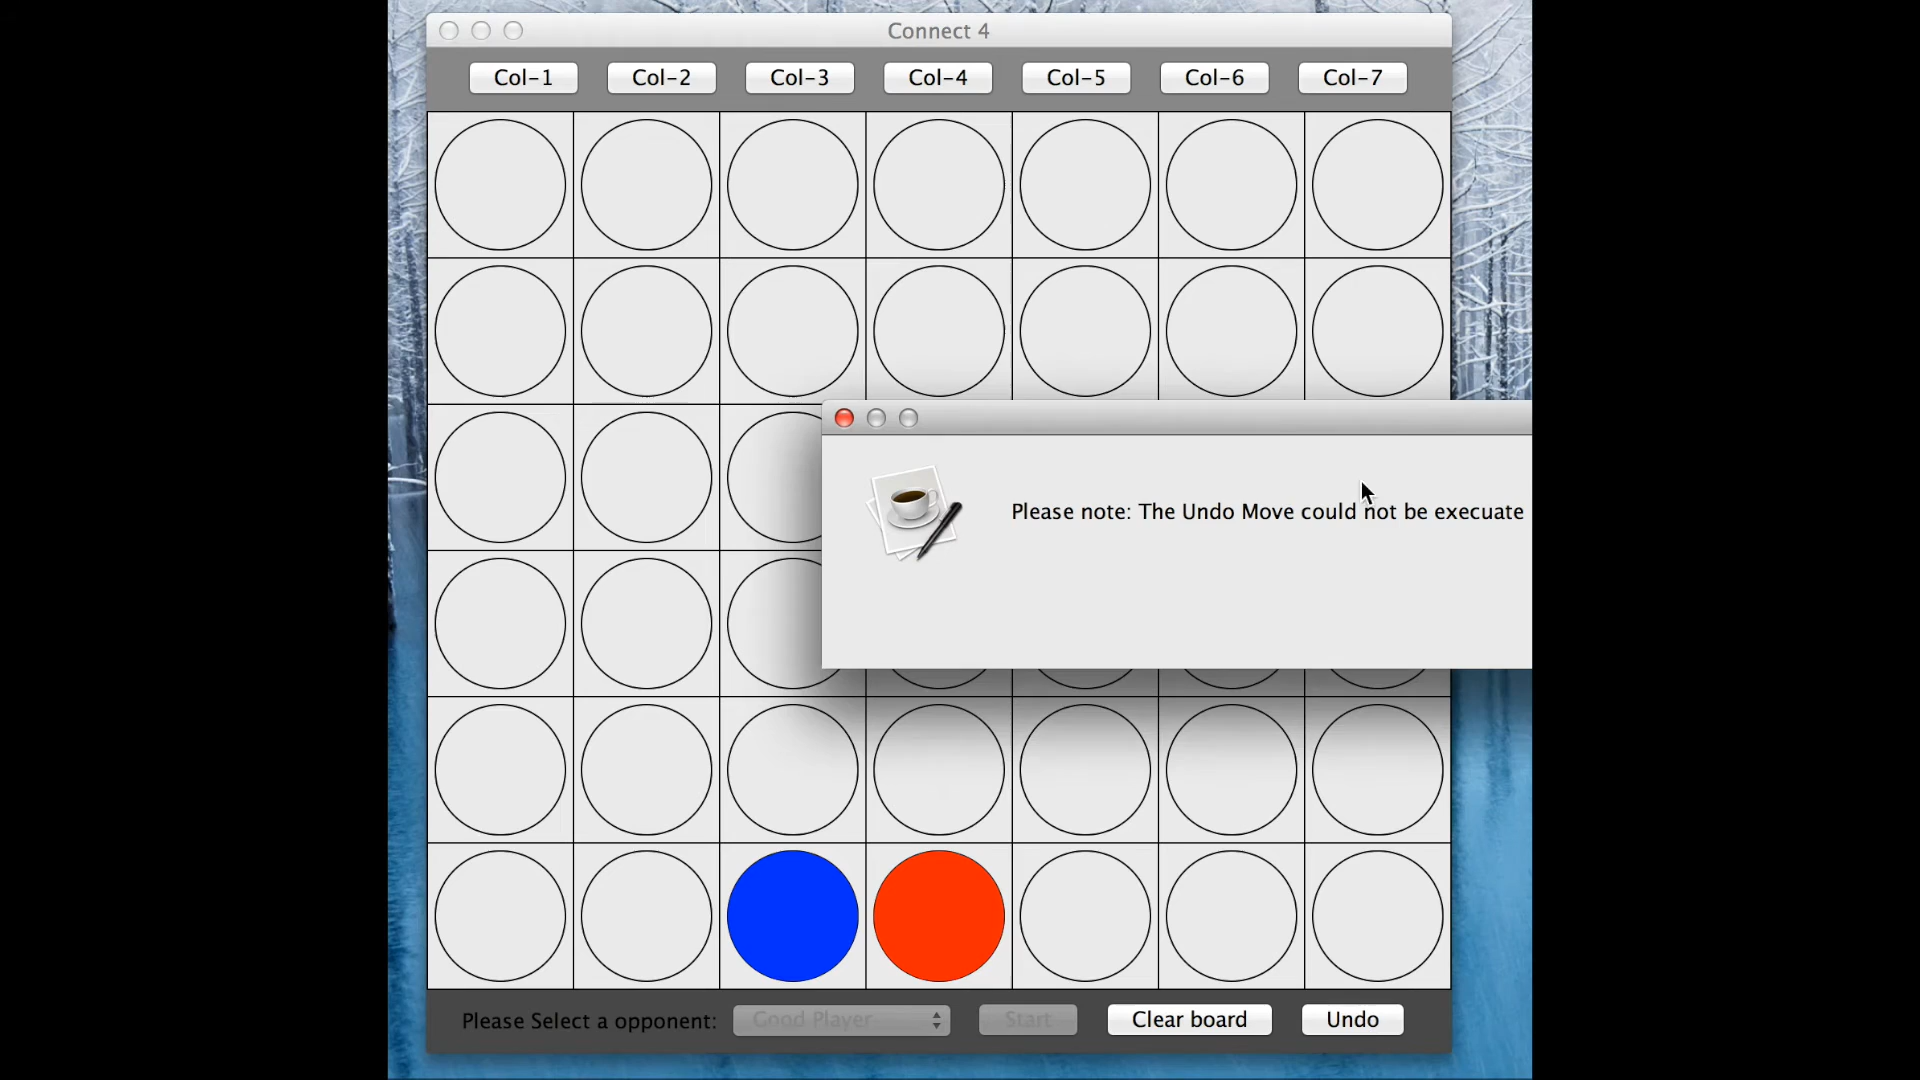 Connect 4
Col-1 Col-2 Col-3 Col-4 Col-5 Col-6 Col-7
Please note: The Undo Move could not be execuate
Please Select a opponent: Good Player Start Clear board Undo